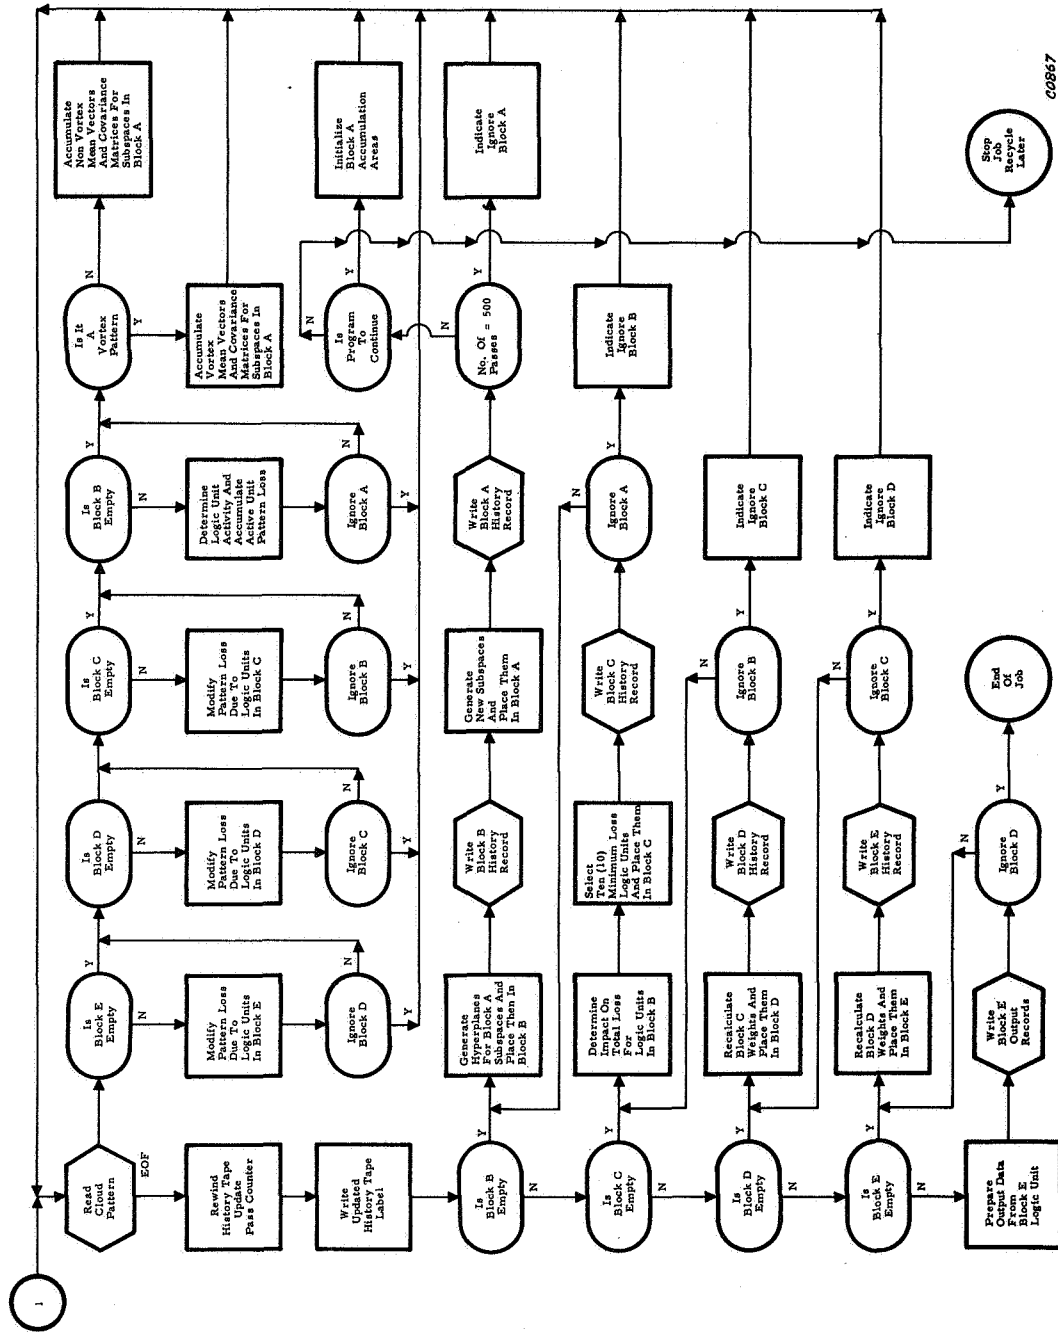 1
Read
Cloud
Pattern
EOF
Is
Block E
Empty
Y
N
Is
Block D
Empty
Y
N
Is
Block C
Empty
Y
N
Is
Block B
Empty
Y
N
Is It
A
Vortex
Pattern
N
Y
Accumulate
Non Vortex
Mean Vectors
And Covariance
Matrices For
Subspaces In
Block A
Rewind
History Tape
Update
Pass Counter
Modify
Pattern Loss
Due To
Logic Units
In Block E
Modify
Pattern Loss
Due To
Logic Units
In Block D
Modify
Pattern Loss
Due To
Logic Units
In Block C
Determine
Logic Unit
Activity And
Accumulate
Active Unit
Pattern Loss
Accumulate
Vortex
Mean Vectors
And Covariance
Matrices For
Subspaces In
Block A
Write
Updated
History Tape
Label
Ignore
Block D
N
Y
Ignore
Block C
N
Y
Ignore
Block B
N
Y
Ignore
Block A
N
Y
Is
Program
To
Continue
N
Y
Initialize
Block A
Accumulation
Areas
Is
Block B
Empty
Y
N
Generate
Hyperplanes
For Block A
Subspaces And
Place Then In
Block B
Write
Block B
History
Record
Generate
New Subspaces
And
Place Them
In Block A
Write
Block A
History
Record
No. Of = 500
Passes
N
Y
Indicate
Ignore
Block A
Is
Block C
Empty
Y
N
Determine
Impact On
Total Loss
For
Logic Units
In Block B
Select
Ten (10)
Minimum Loss
Logic Units
And Place Them
In Block C
Write
Block C
History
Record
Ignore
Block A
N
Y
Indicate
Ignore
Block B
Is
Block D
Empty
Y
N
Recalculate
Block C
Weights And
Place Them
In Block D
Write
Block D
History
Record
Ignore
Block B
N
Y
Indicate
Ignore
Block C
Is
Block E
Empty
Y
N
Recalculate
Block D
Weights And
Place Them
In Block E
Write
Block E
History
Record
Ignore
Block C
N
Y
Indicate
Ignore
Block D
Prepare
Output Data
From
Block E
Logic Unit
Write
Block E
Output
Records
Ignore
Block D
N
Y
End
Of
Job
Stop
Job
Recycle
Later
C0867